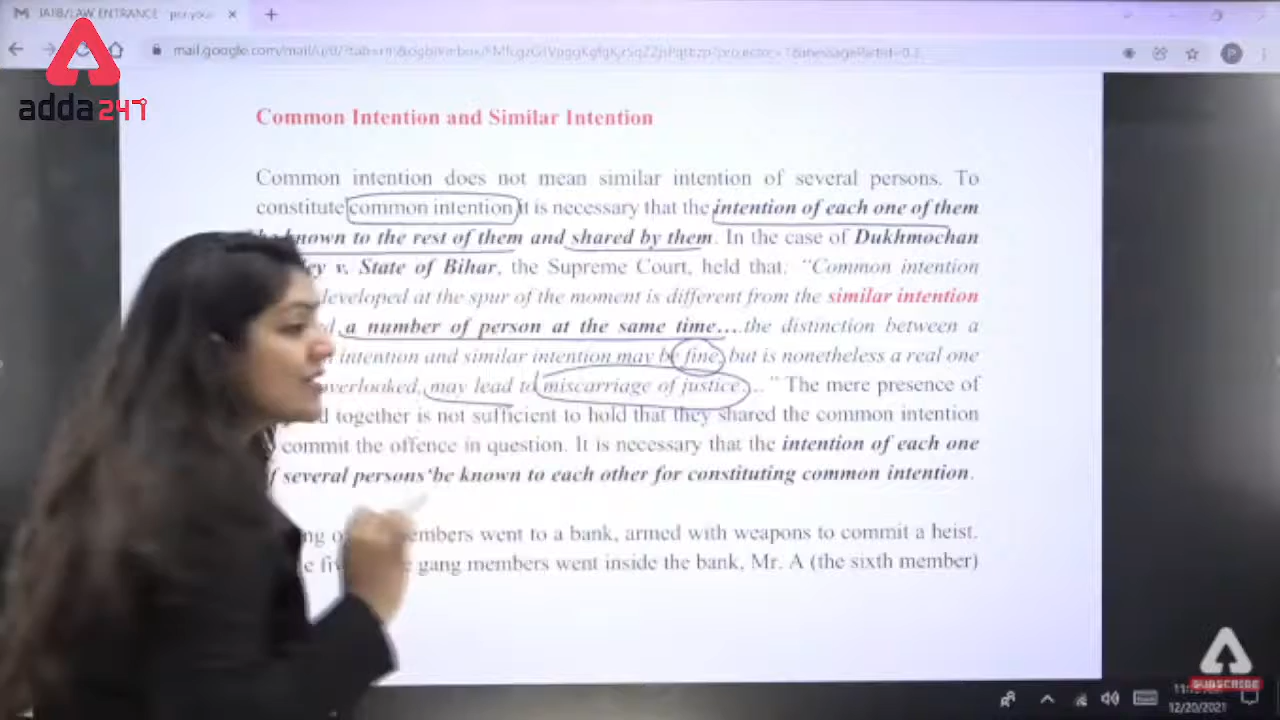 JAIIB/LAW ENTRANCE
adda247
Common Intention and Similar Intention
Common intention does not mean similar intention of several persons. To
constitute common intention it is necessary that the intention of each one of them
known to the rest of them and shared by them. In the case of Dukhmochan
v. State of Bihar, the Supreme Court, held that: "Common intention
developed at the spur of the moment is different from the similar intention
a number of person at the same time…the distinction between a
intention and similar intention may be fine, but is nonetheless a real one
overlooked, may lead to miscarriage of justice…" The mere presence of
together is not sufficient to hold that they shared the common intention
commit the offence in question. It is necessary that the intention of each one
several persons be known to each other for constituting common intention.
members went to a bank, armed with weapons to commit a heist.
gang members went inside the bank, Mr. A (the sixth member)
SUBSCRIBE
12/20/2021